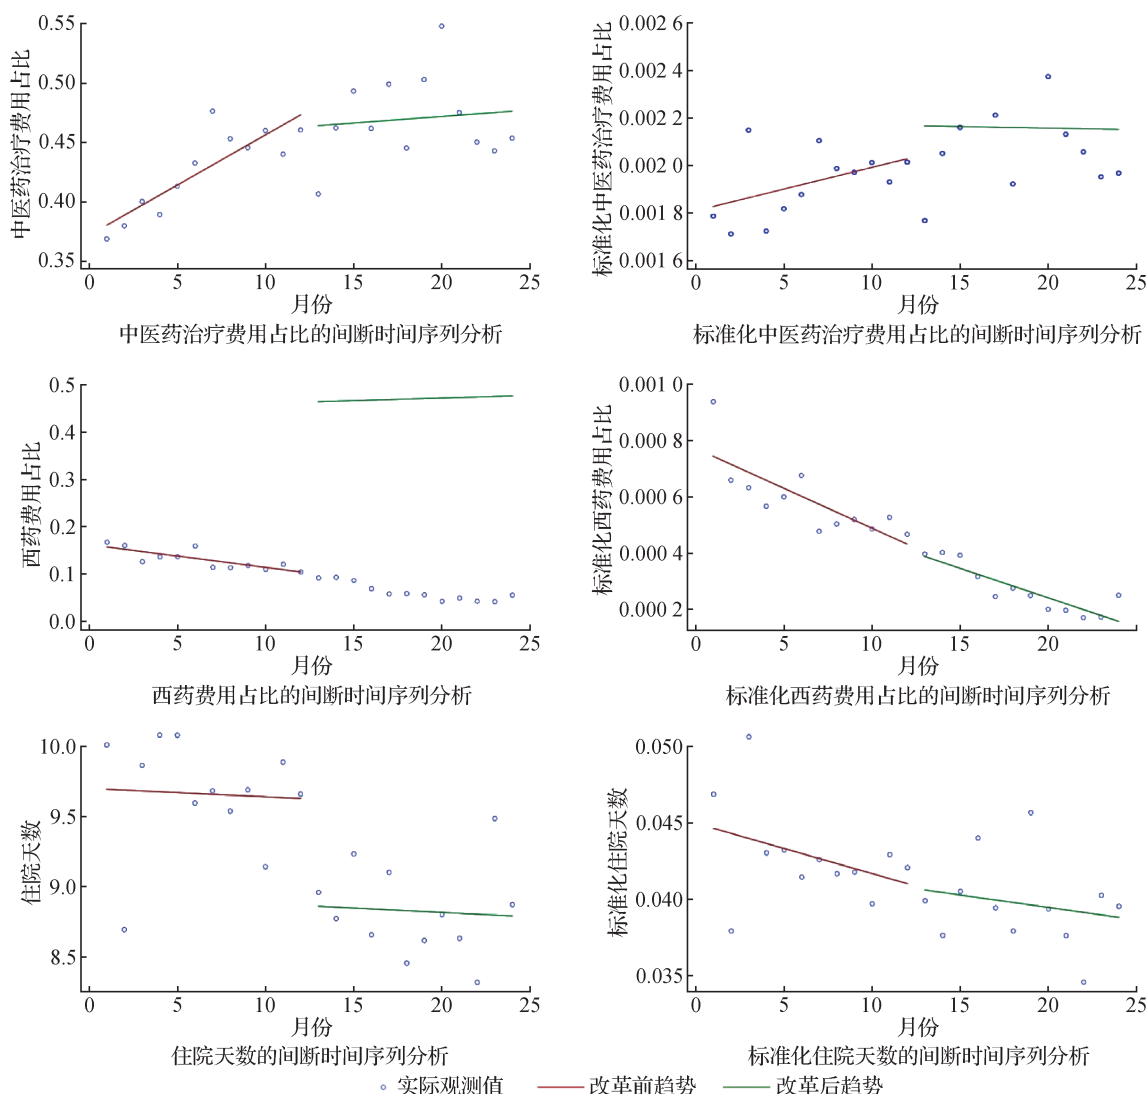 中医药治疗费用占比
0.55
0.50
0.45
0.40
0.35
0 5 10 15 20 25
月份
中医药治疗费用占比的间断时间序列分析
标准化中医药治疗费用占比
0.002 6
0.002 4
0.002 2
0.002 0
0.001 8
0.001 6
0 5 10 15 20 25
月份
标准化中医药治疗费用占比的间断时间序列分析
西药费用占比
0.5
0.4
0.3
0.2
0.1
0.0
0 5 10 15 20 25
月份
西药费用占比的间断时间序列分析
标准化西药费用占比
0.001 0
0.000 8
0.000 6
0.000 4
0.000 2
0 5 10 15 20 25
月份
标准化西药费用占比的间断时间序列分析
住院天数
10.0
9.5
9.0
8.5
0 5 10 15 20 25
月份
住院天数的间断时间序列分析
标准化住院天数
0.050
0.045
0.040
0.035
0 5 10 15 20 25
月份
标准化住院天数的间断时间序列分析
实际观测值 改革前趋势 改革后趋势